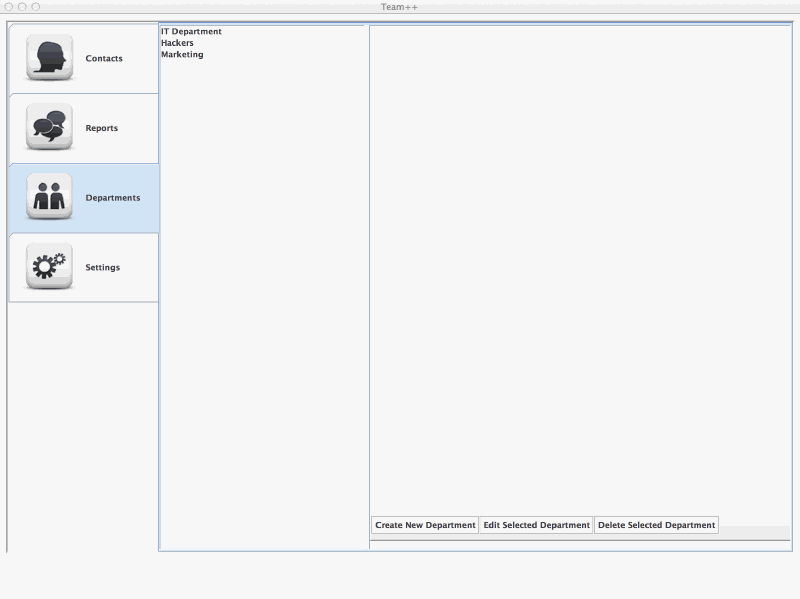 Team++
Contacts
Reports
Departments
Settings
IT Department
Hackers
Marketing
Create New Department
Edit Selected Department
Delete Selected Department